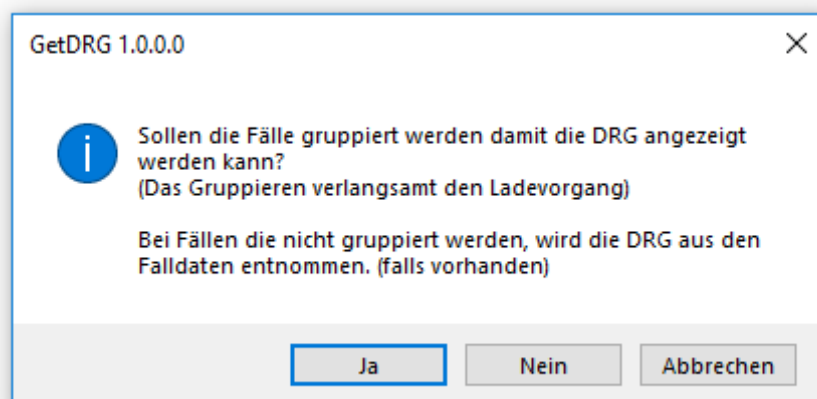 GetDRG 1.0.0.0
Sollen die Fälle gruppiert werden damit die DRG angezeigt
werden kann?
(Das Gruppieren verlangsamt den Ladevorgang)
Bei Fällen die nicht gruppiert werden, wird die DRG aus den
Falldaten entnommen. (falls vorhanden)
Ja
Nein
Abbrechen